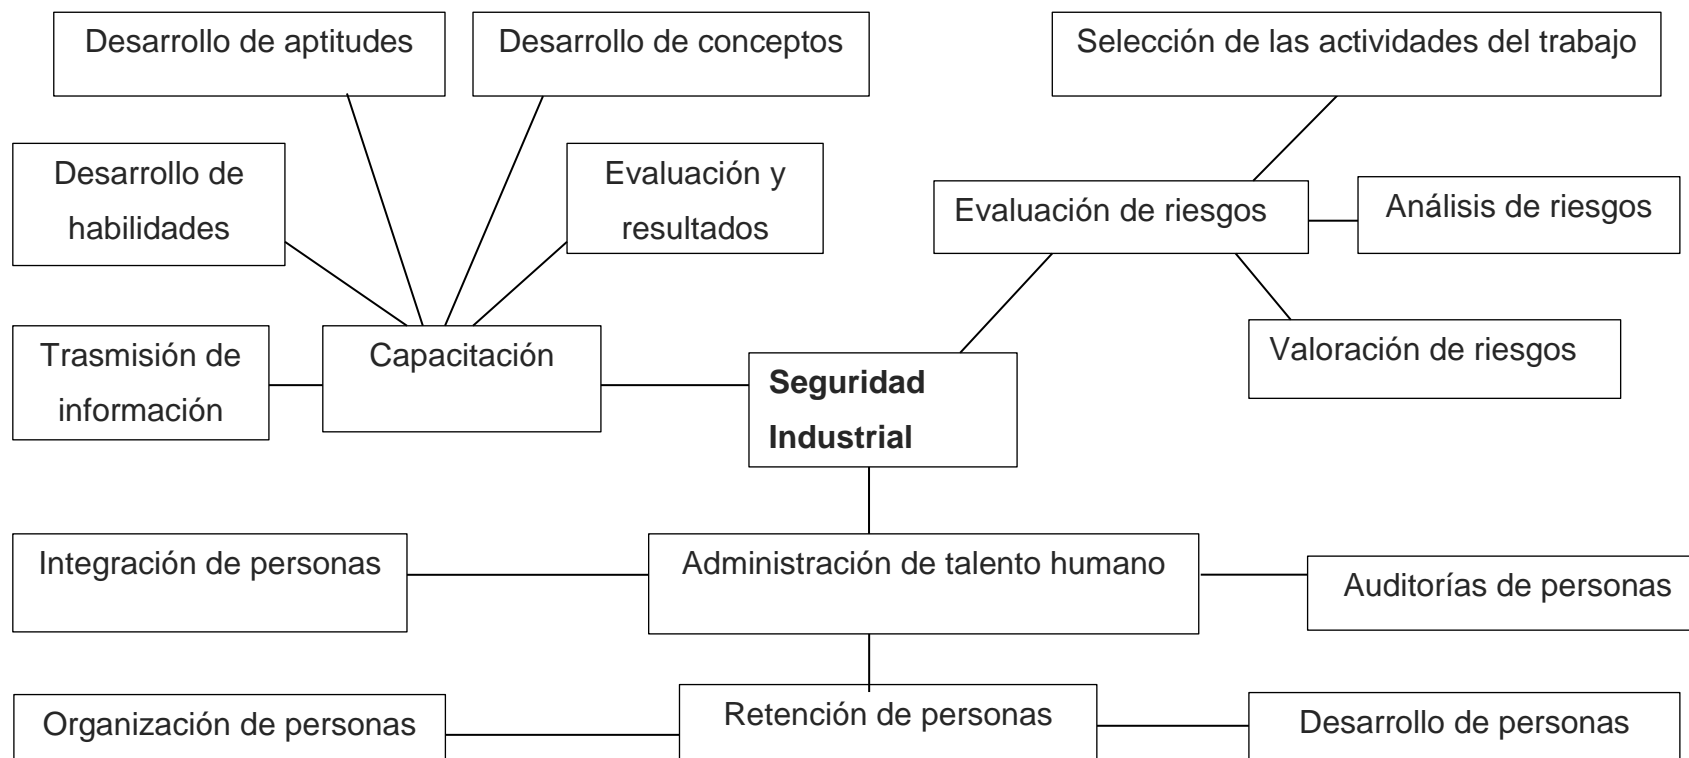 Desarrollo de aptitudes
Desarrollo de conceptos
Selección de las actividades del trabajo
Desarrollo de
habilidades
Evaluación y
resultados
Evaluación de riesgos
Análisis de riesgos
Trasmisión de
información
Capacitación
Seguridad
Industrial
Valoración de riesgos
Integración de personas
Administración de talento humano
Auditorías de personas
Organización de personas
Retención de personas
Desarrollo de personas